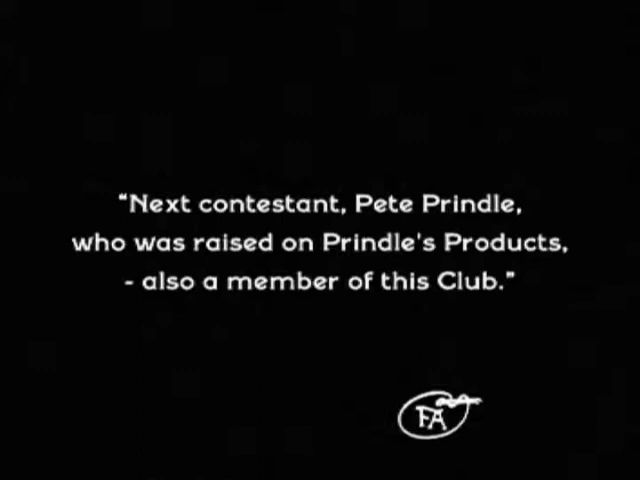 “Next contestant, Pete Prindle,
who was raised on Prindle's Products,
- also a member of this Club.”
FA